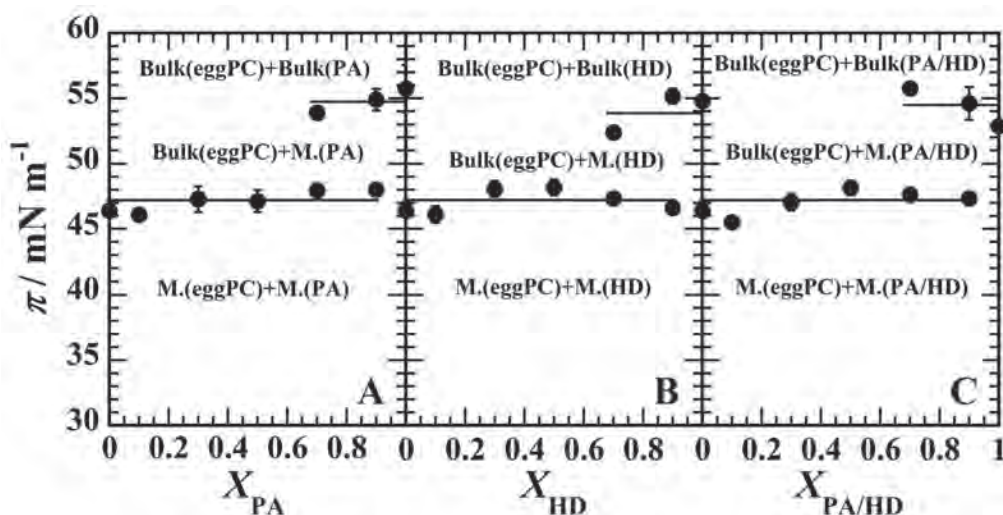 60
55
50
45
40
35
30
π / mN m⁻¹
Bulk(eggPC)+Bulk(PA)
Bulk(eggPC)+M.(PA)
M.(eggPC)+M.(PA)
A
Bulk(eggPC)+Bulk(HD)
Bulk(eggPC)+M.(HD)
M.(eggPC)+M.(HD)
B
Bulk(eggPC)+Bulk(PA/HD)
Bulk(eggPC)+M.(PA/HD)
M.(eggPC)+M.(PA/HD)
C
0 0.2 0.4 0.6 0.8 0 0.2 0.4 0.6 0.8 0 0.2 0.4 0.6 0.8 1
X PA
X HD
X PA/HD